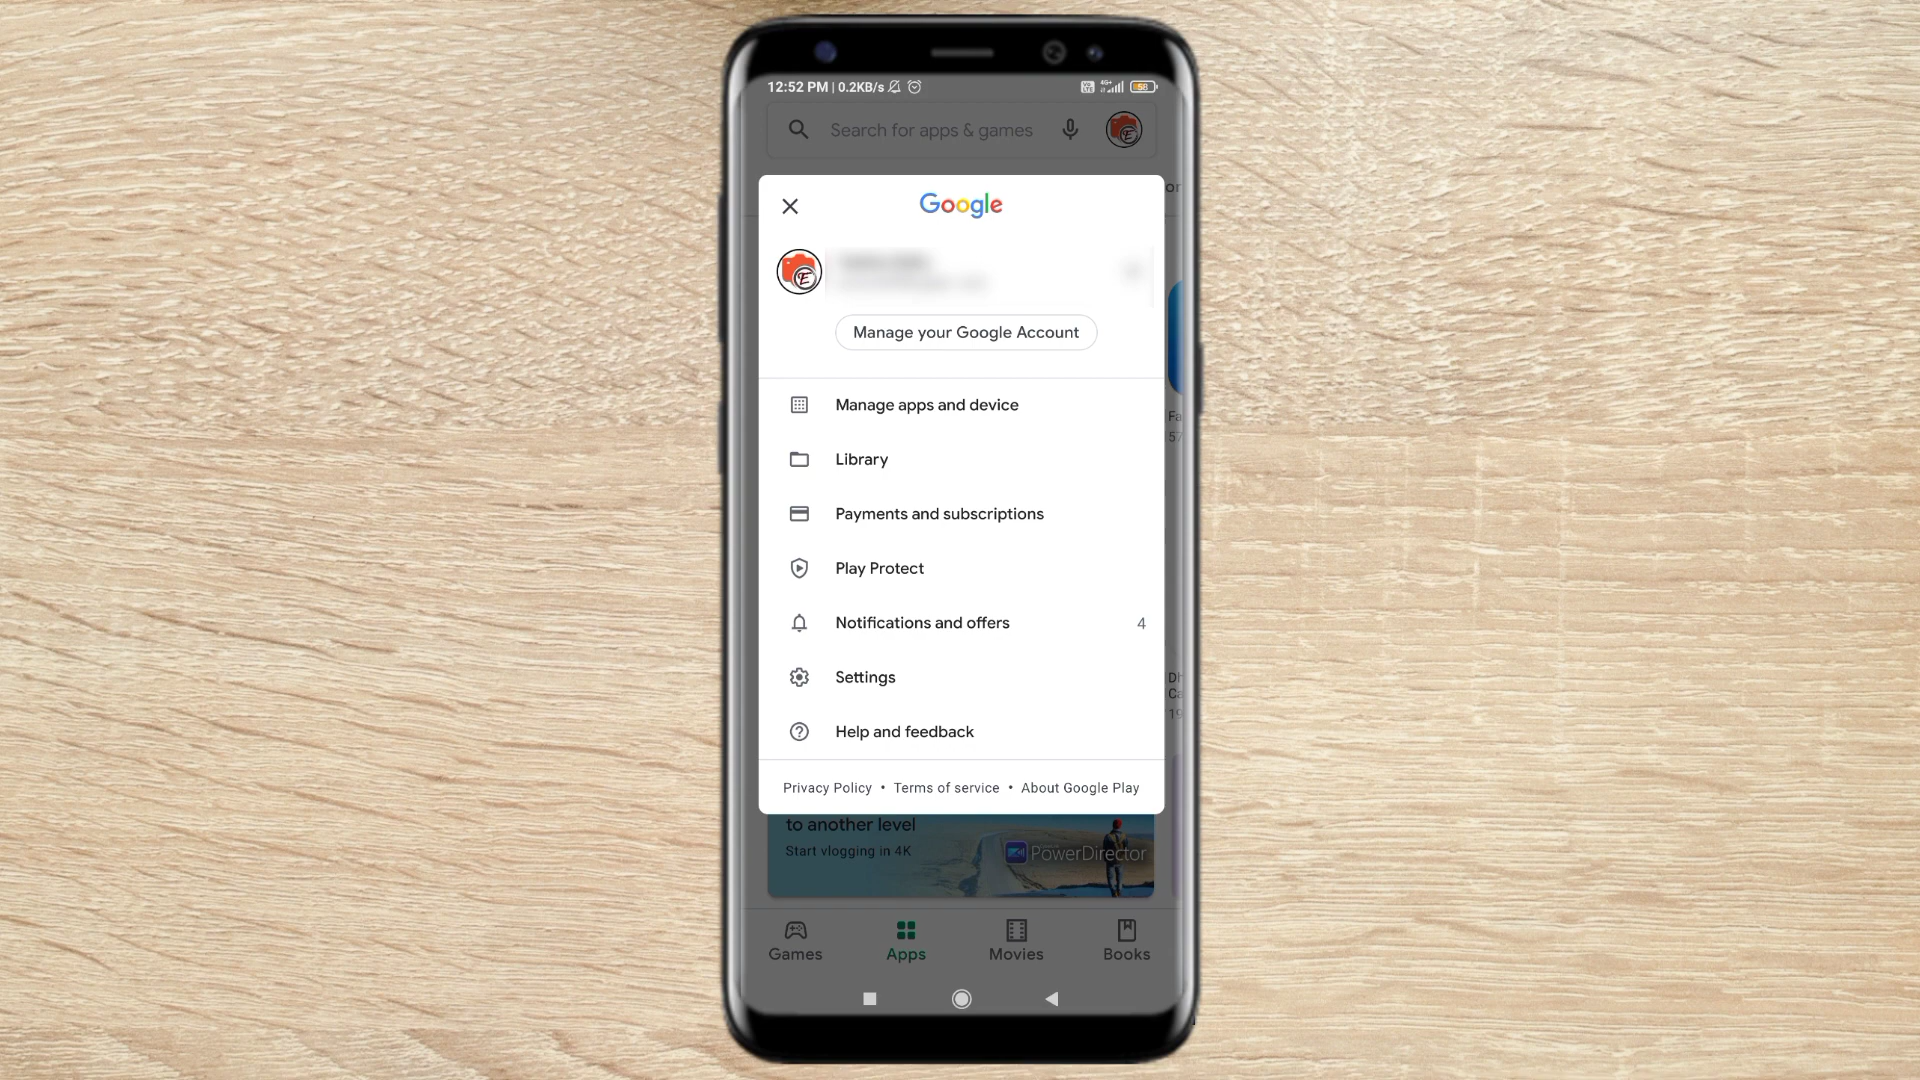 12:52 PM | 0.2KB/s
4G+
58
Search for apps & games
Google
Manage your Google Account
Manage apps and device
Library
Payments and subscriptions
Play Protect
Notifications and offers 4
Settings
Help and feedback
Privacy Policy • Terms of service • About Google Play
to another level
Start vlogging in 4K
PowerDirector
Games Apps Movies Books